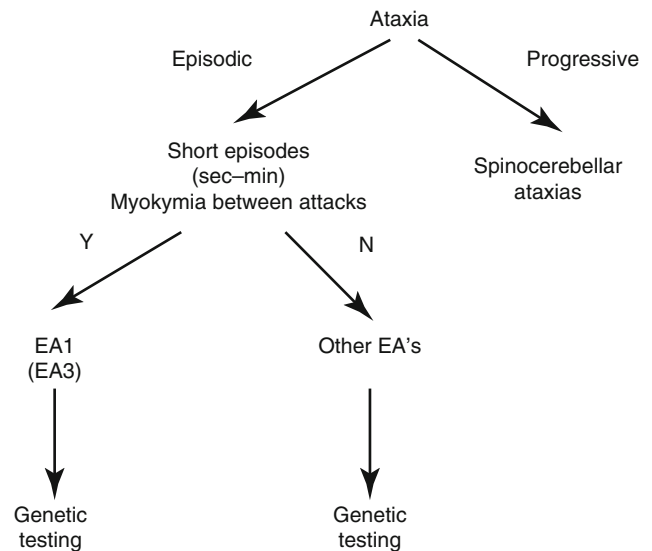 Ataxia
Episodic
Progressive
Short episodes
(sec–min)
Myokymia between attacks
Spinocerebellar
ataxias
Y
N
EA1
(EA3)
Other EA's
Genetic
testing
Genetic
testing